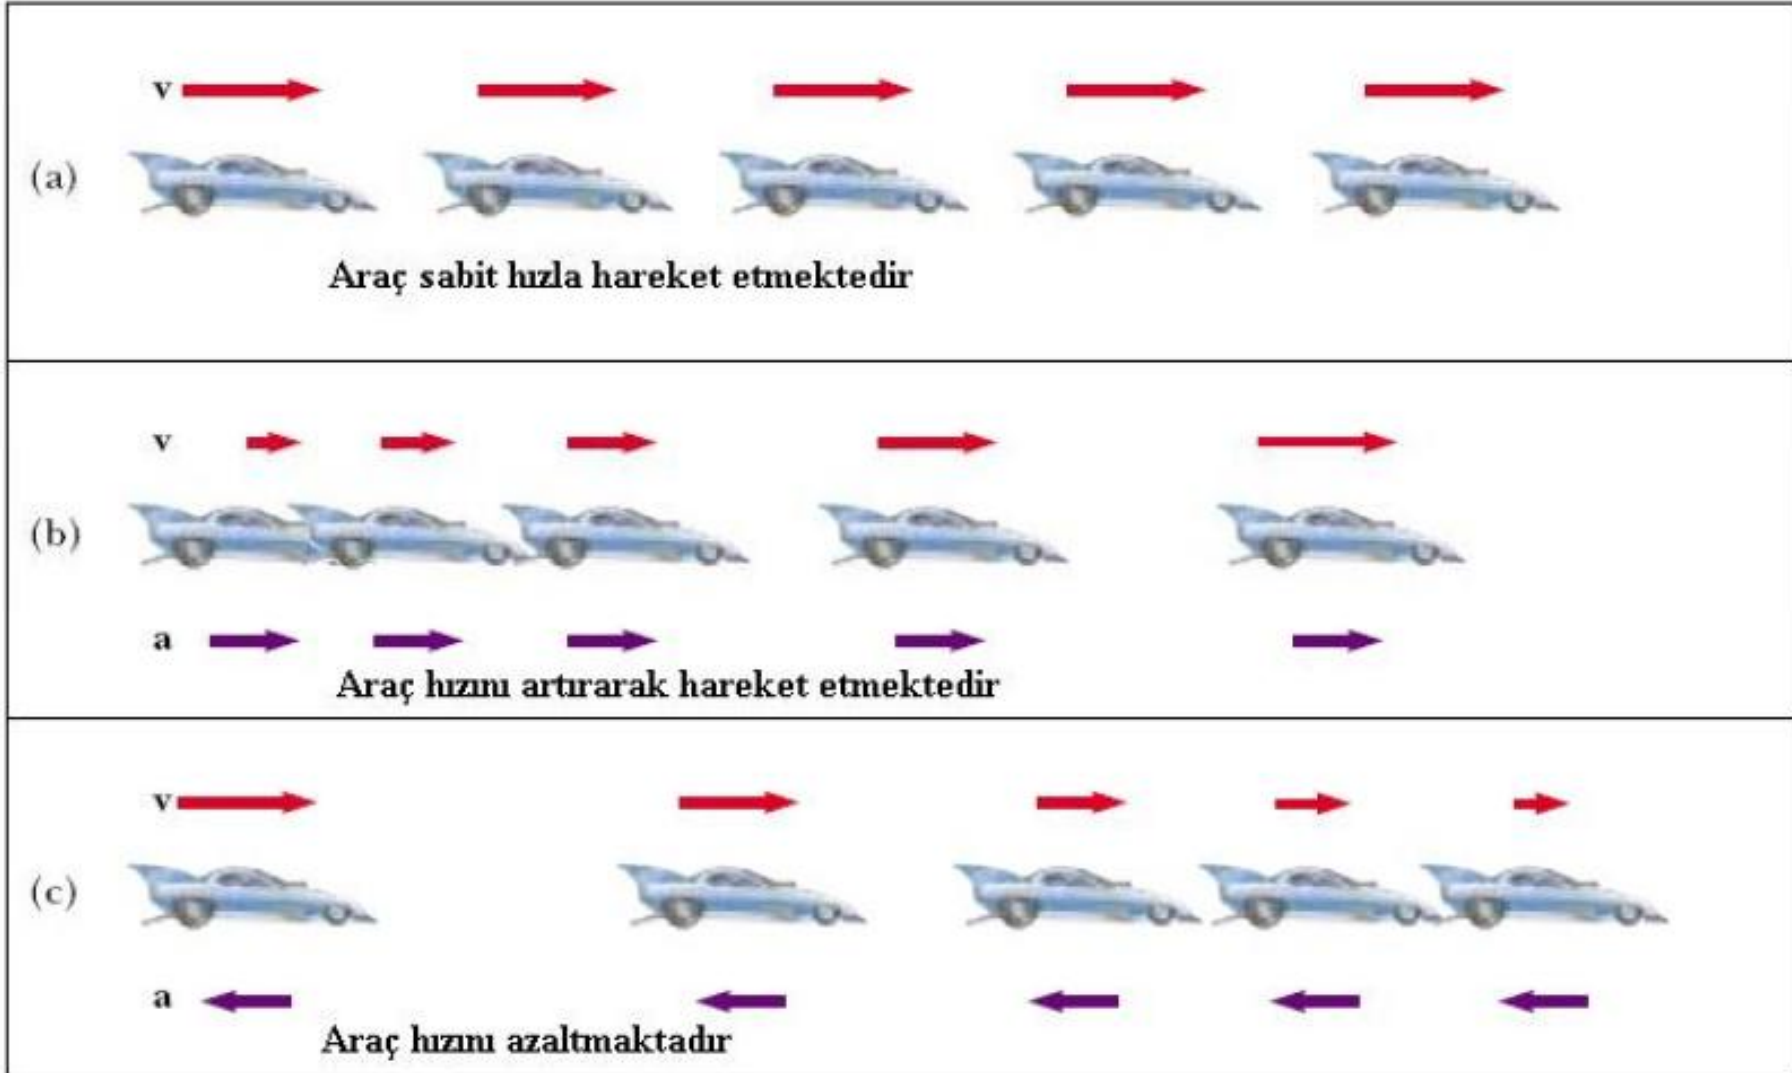 v
(a)
Araç sabit hızla hareket etmektedir
v
(b)
a
Araç hızını artırarak hareket etmektedir
v
(c)
a
Araç hızını azaltmaktadır